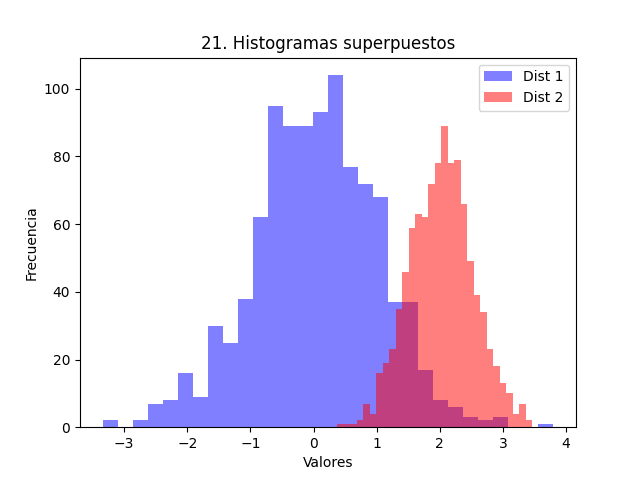 21. Histogramas superpuestos
Dist 1
Dist 2
Frecuencia
100
80
60
40
20
0
−3
−2
−1
0
1
2
3
4
Valores